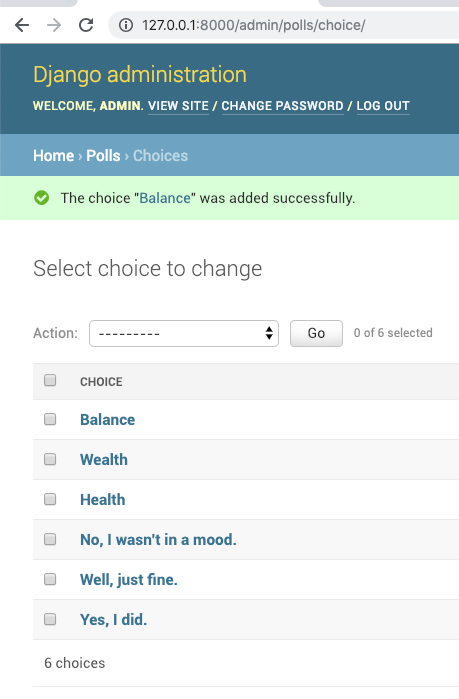 127.0.0.1:8000/admin/polls/choice/
Django administration
WELCOME, ADMIN. VIEW SITE / CHANGE PASSWORD / LOG OUT
Home › Polls › Choices
The choice "Balance" was added successfully.
Select choice to change
Action: --------- Go 0 of 6 selected
CHOICE
Balance
Wealth
Health
No, I wasn't in a mood.
Well, just fine.
Yes, I did.
6 choices